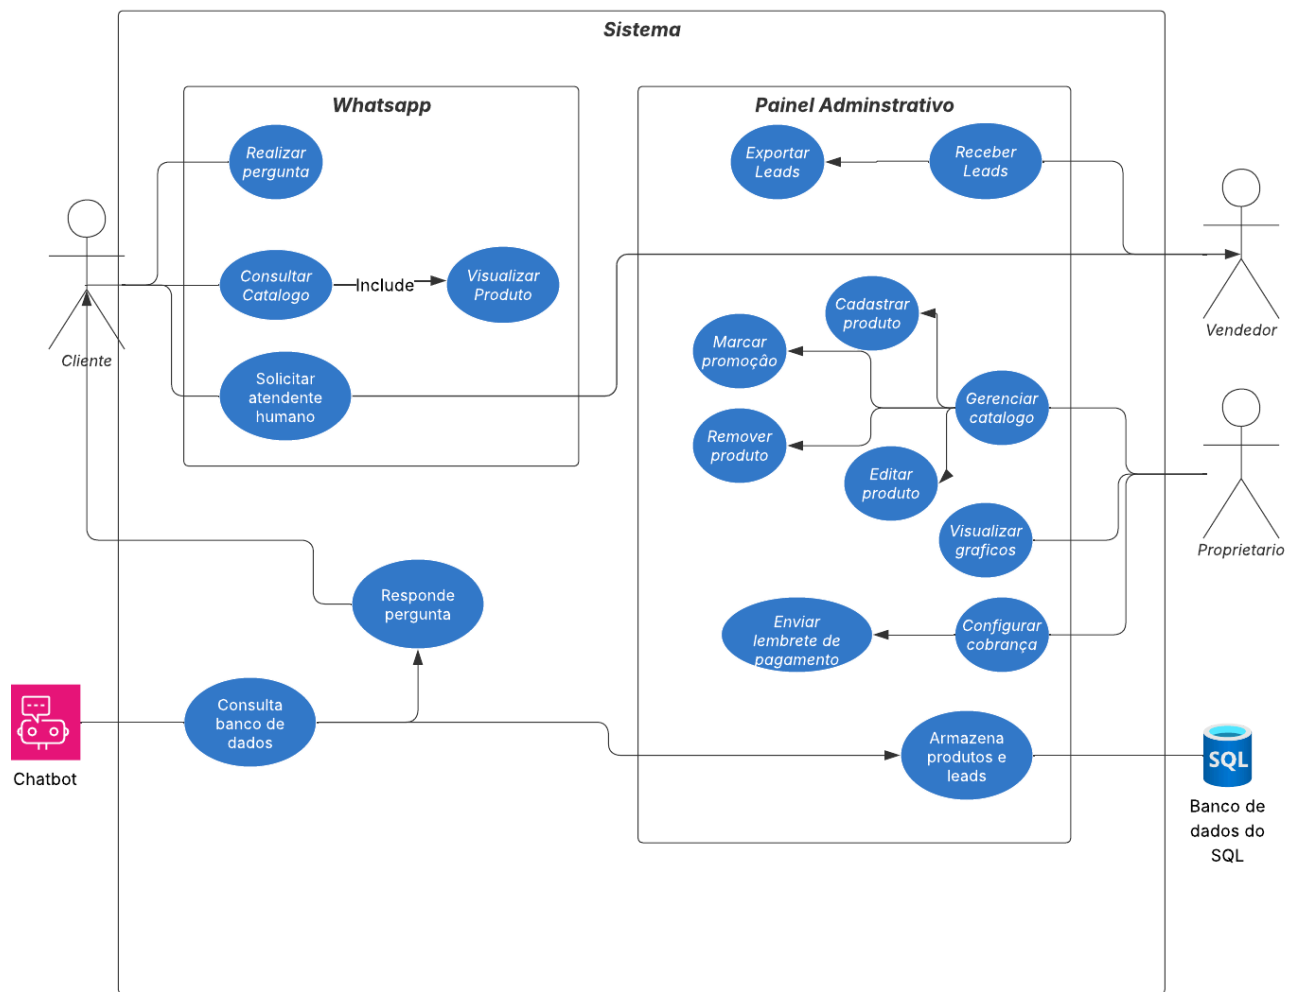 Sistema
Whatsapp
Realizar
pergunta
Consultar
Catalogo
Include
Visualizar
Produto
Solicitar
atendente
humano
Cliente
Painel Adminstrativo
Exportar
Leads
Receber
Leads
Vendedor
Cadastrar
produto
Marcar
promoção
Gerenciar
catalogo
Remover
produto
Editar
produto
Visualizar
graficos
Proprietario
Enviar
lembrete de
pagamento
Configurar
cobrança
Responde
pergunta
Consulta
banco de
dados
Chatbot
Armazena
produtos e
leads
SQL
Banco de
dados do
SQL